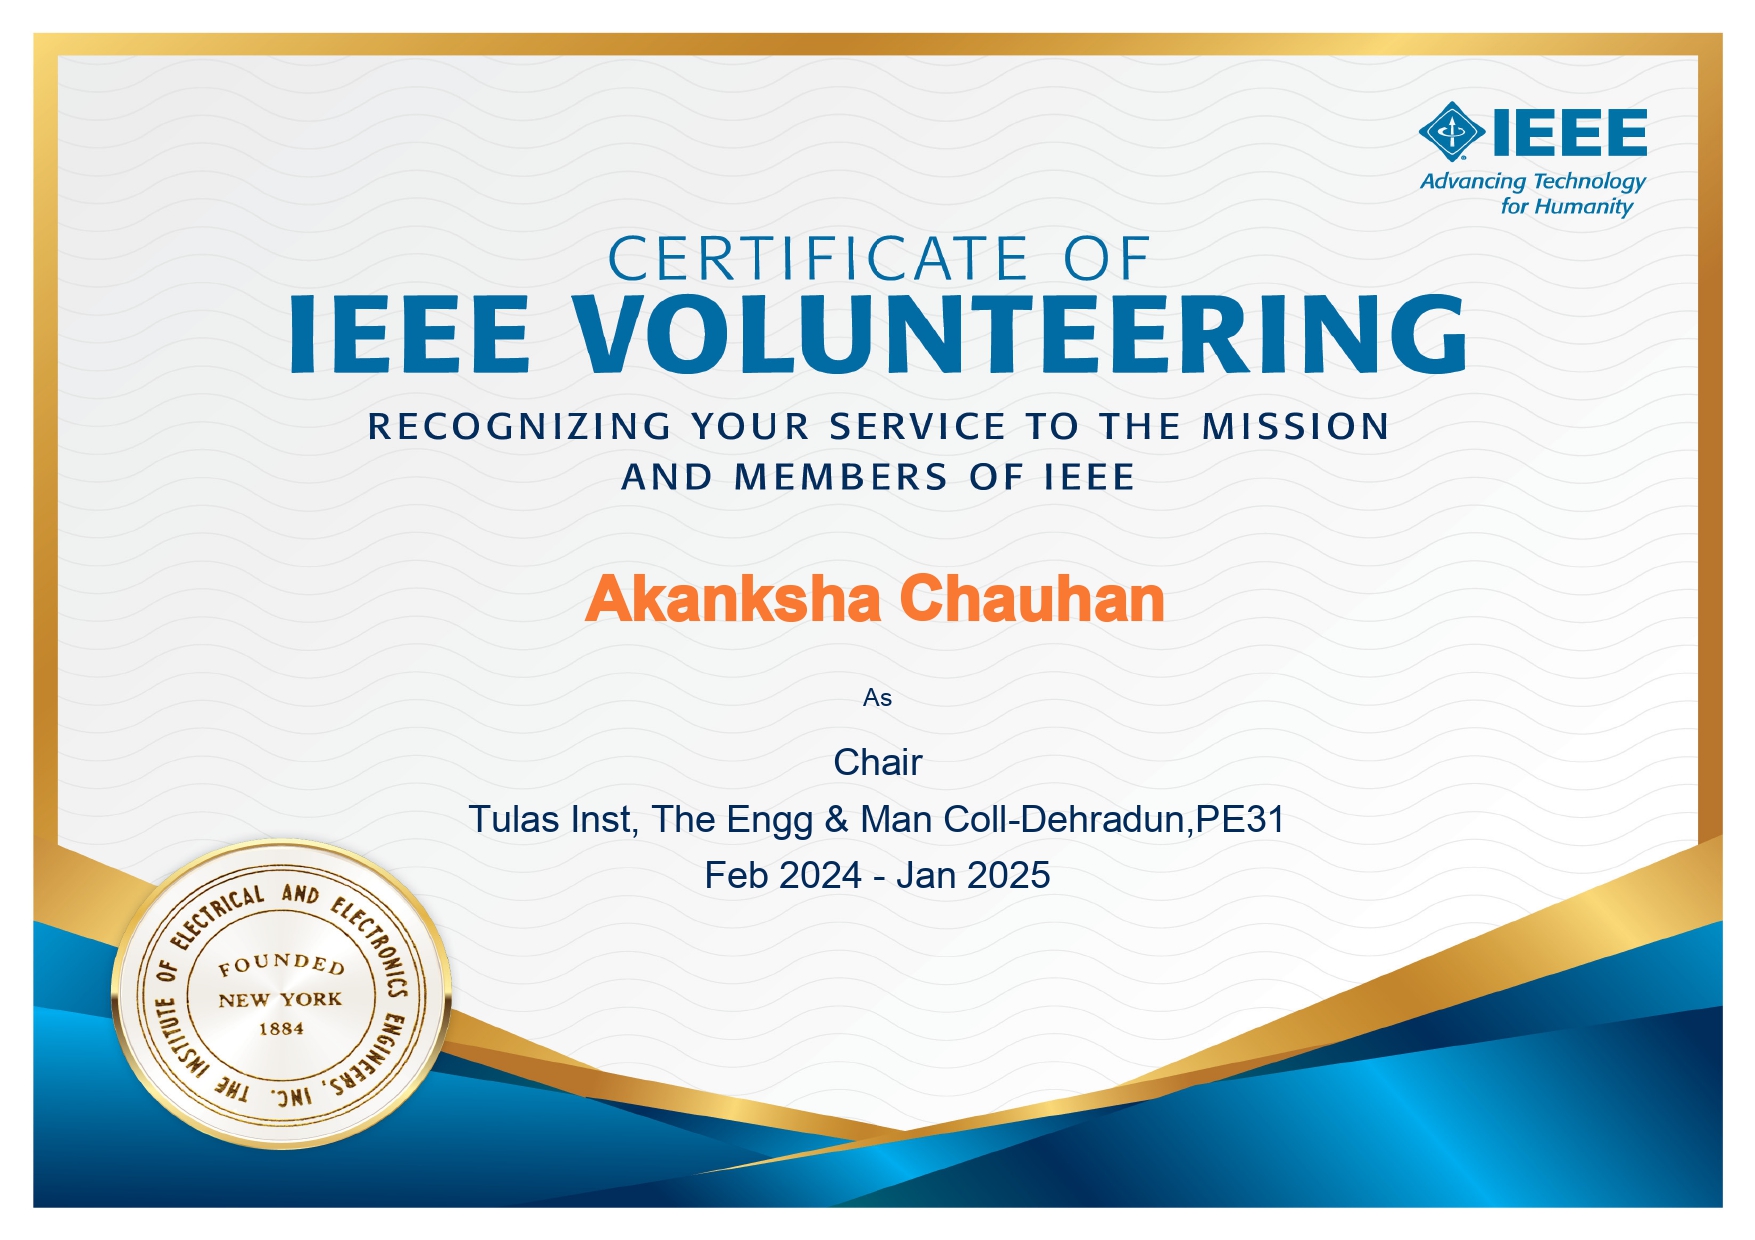 IEEE
Advancing Technology
for Humanity
CERTIFICATE OF
IEEE VOLUNTEERING
RECOGNIZING YOUR SERVICE TO THE MISSION
AND MEMBERS OF IEEE
Akanksha Chauhan
As
Chair
Tulas Inst, The Engg & Man Coll-Dehradun,PE31
Feb 2024 - Jan 2025
THE INSTITUTE OF ELECTRICAL AND ELECTRONICS ENGINEERS, INC.
FOUNDED
NEW YORK
1884